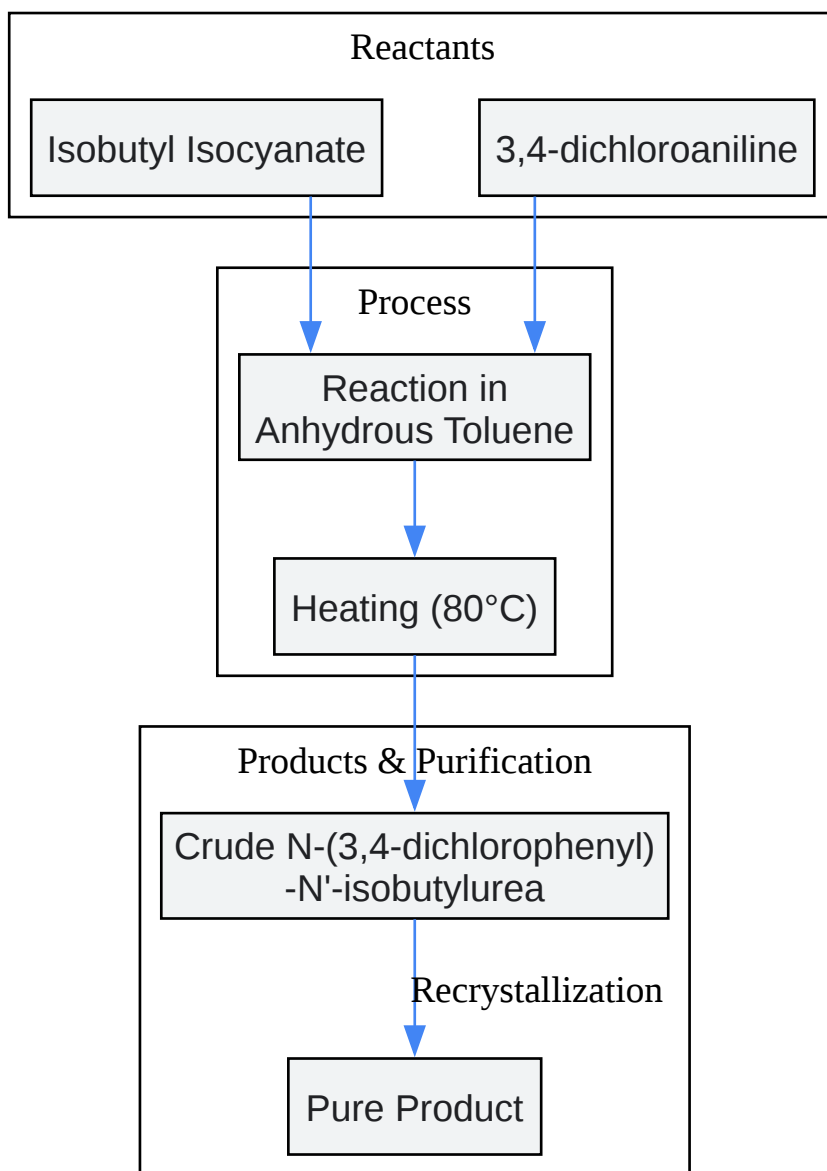 Reactants
Isobutyl Isocyanate
3,4-dichloroaniline
Process
Reaction in
Anhydrous Toluene
Heating (80°C)
Products & Purification
Crude N-(3,4-dichlorophenyl)
-N'-isobutylurea
Recrystallization
Pure Product